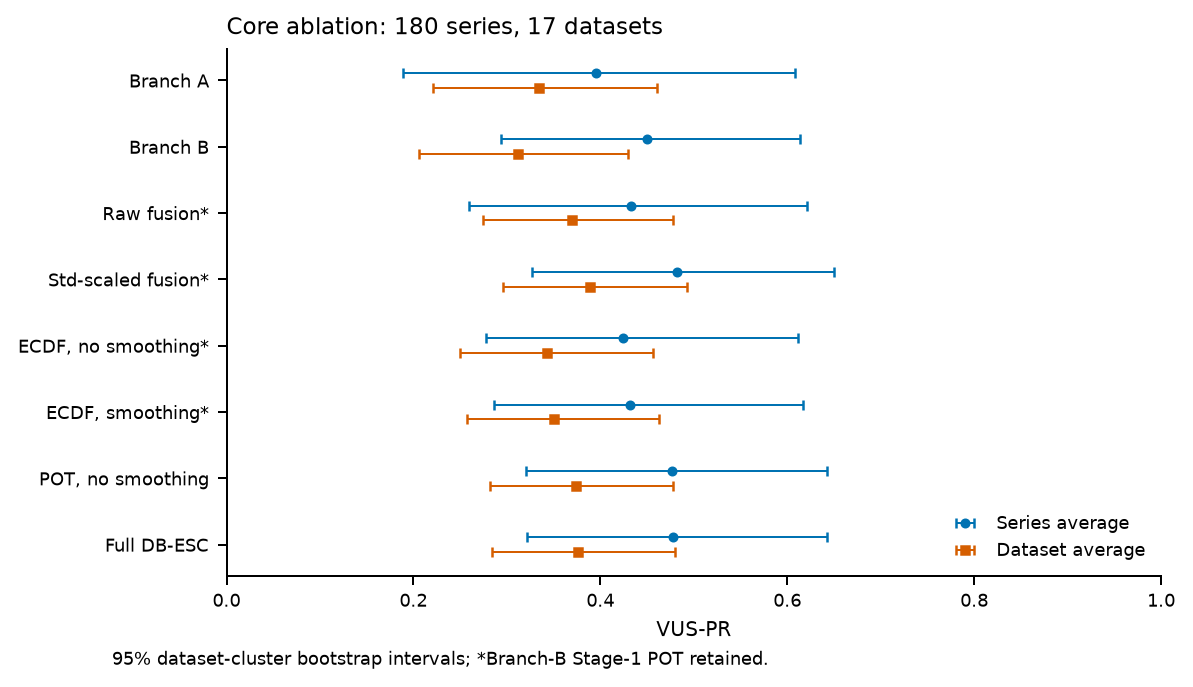 Core ablation: 180 series, 17 datasets
Branch A
Branch B
Raw fusion*
Std-scaled fusion*
ECDF, no smoothing*
ECDF, smoothing*
POT, no smoothing
Full DB-ESC
Series average
Dataset average
0.0 0.2 0.4 0.6 0.8 1.0
VUS-PR
95% dataset-cluster bootstrap intervals; *Branch-B Stage-1 POT retained.